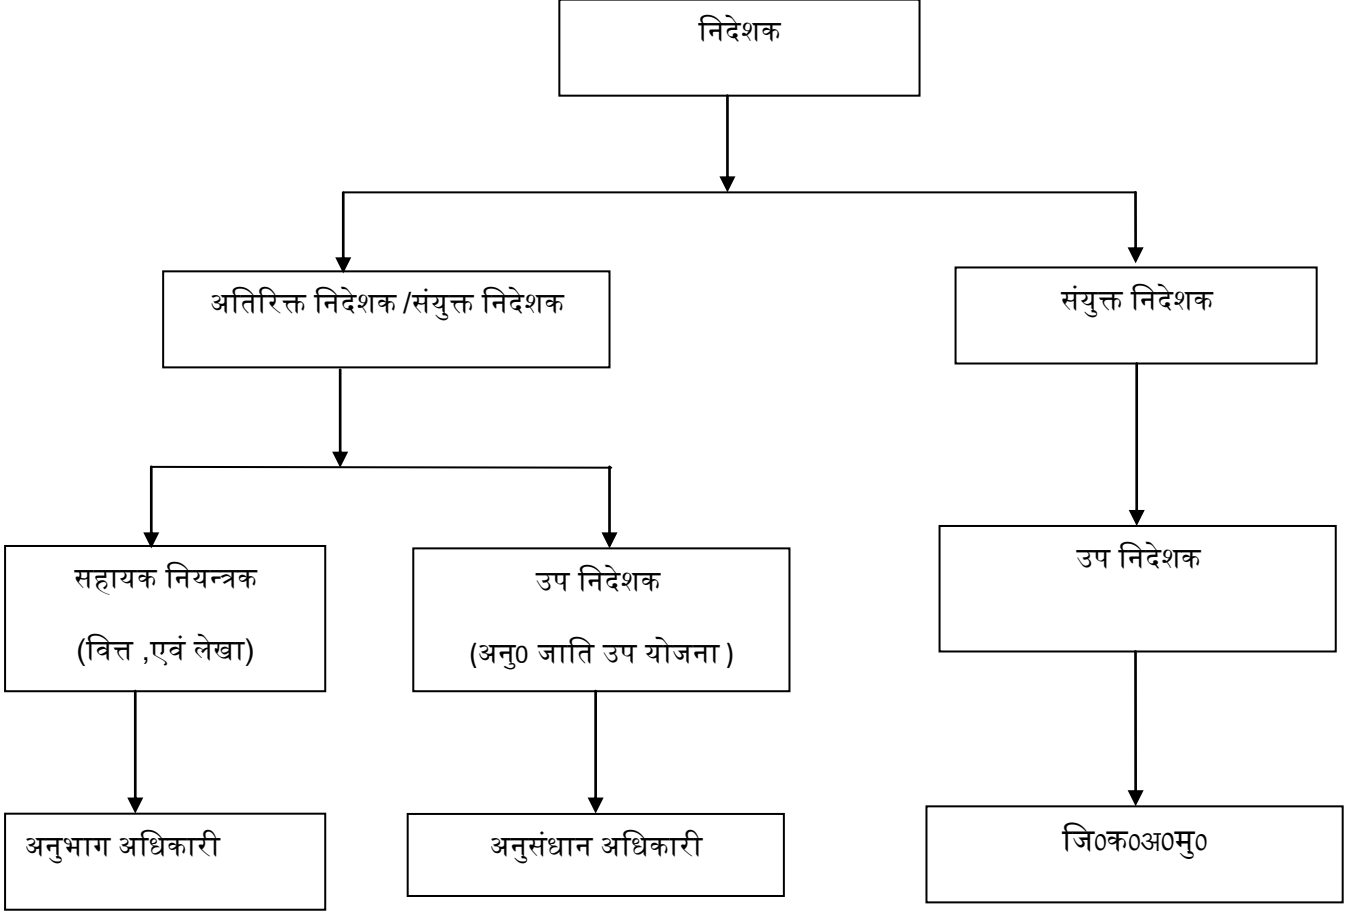 निदेशक
अतिरिक्त निदेशक /संयुक्त निदेशक
संयुक्त निदेशक
सहायक नियन्त्रक
(वित्त ,एवं लेखा)
उप निदेशक
(अनु0 जाति उप योजना )
उप निदेशक
अनुभाग अधिकारी
अनुसंधान अधिकारी
जि0क0अ0मु0